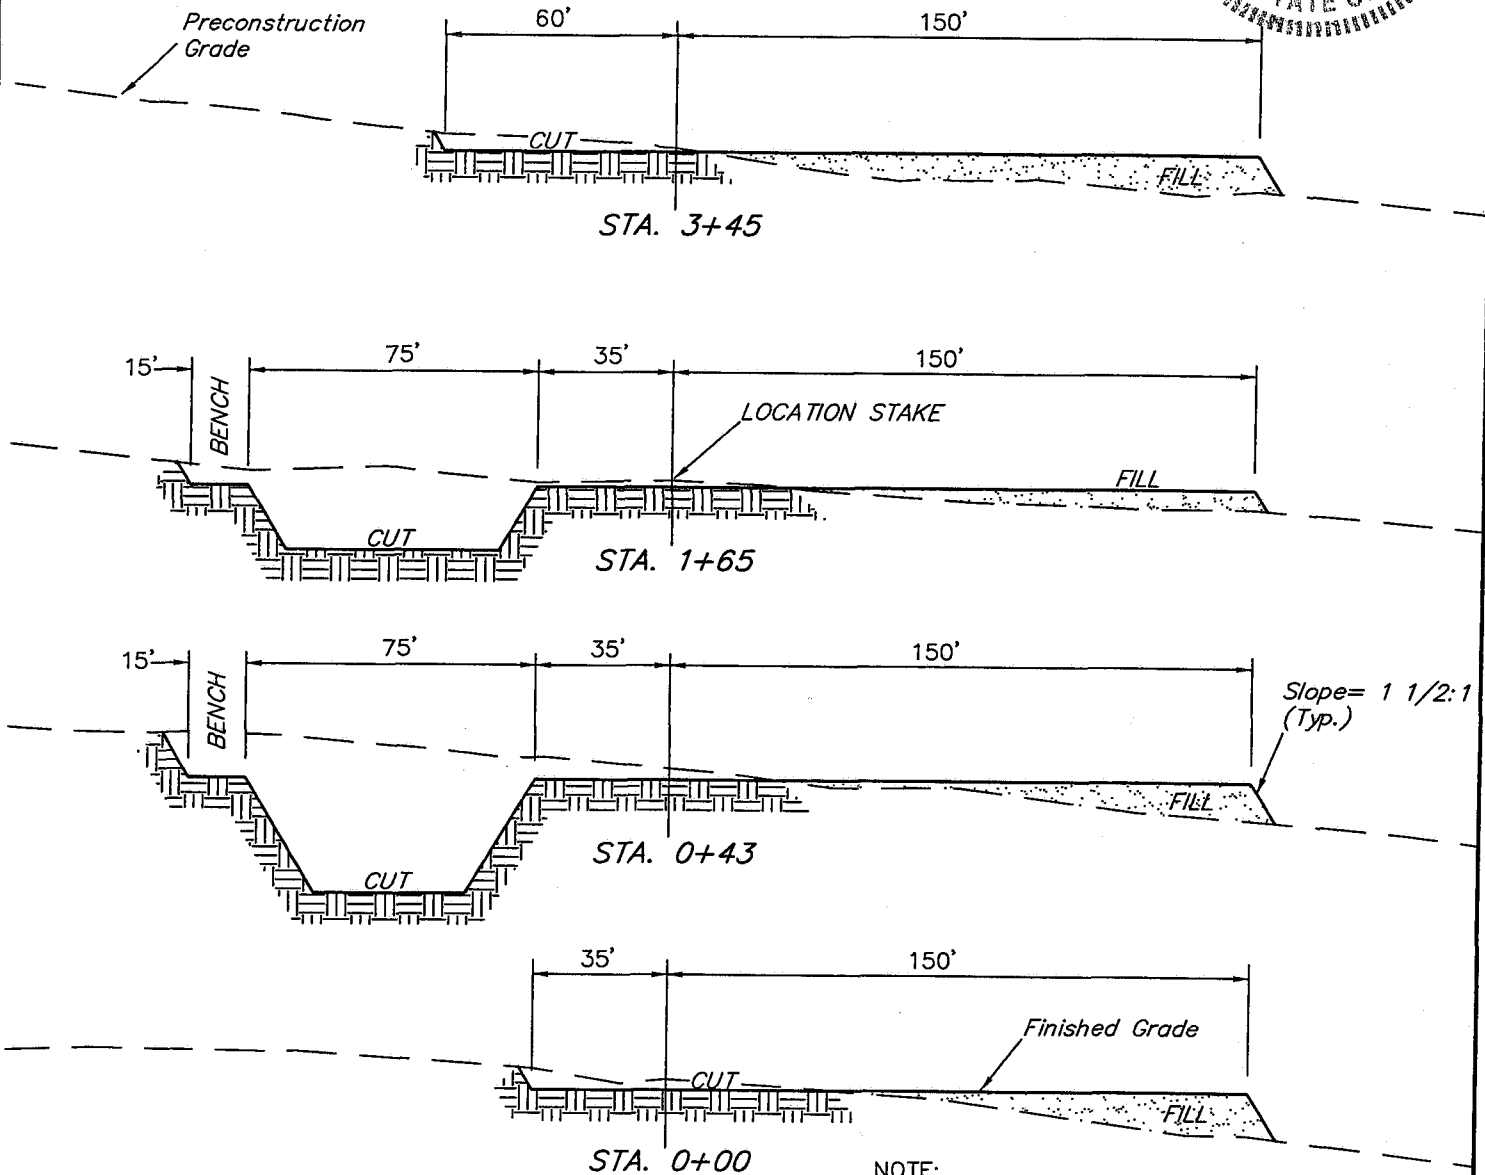 Preconstruction
Grade
60'
150'
CUT
FILL
STA. 3+45
15'
BENCH
75'
35'
150'
LOCATION STAKE
FILL
CUT
STA. 1+65
15'
BENCH
75'
35'
150'
Slope= 1 1/2:1
(Typ.)
FILL
CUT
STA. 0+43
35'
150'
Finished Grade
CUT
FILL
STA. 0+00
NOTE: